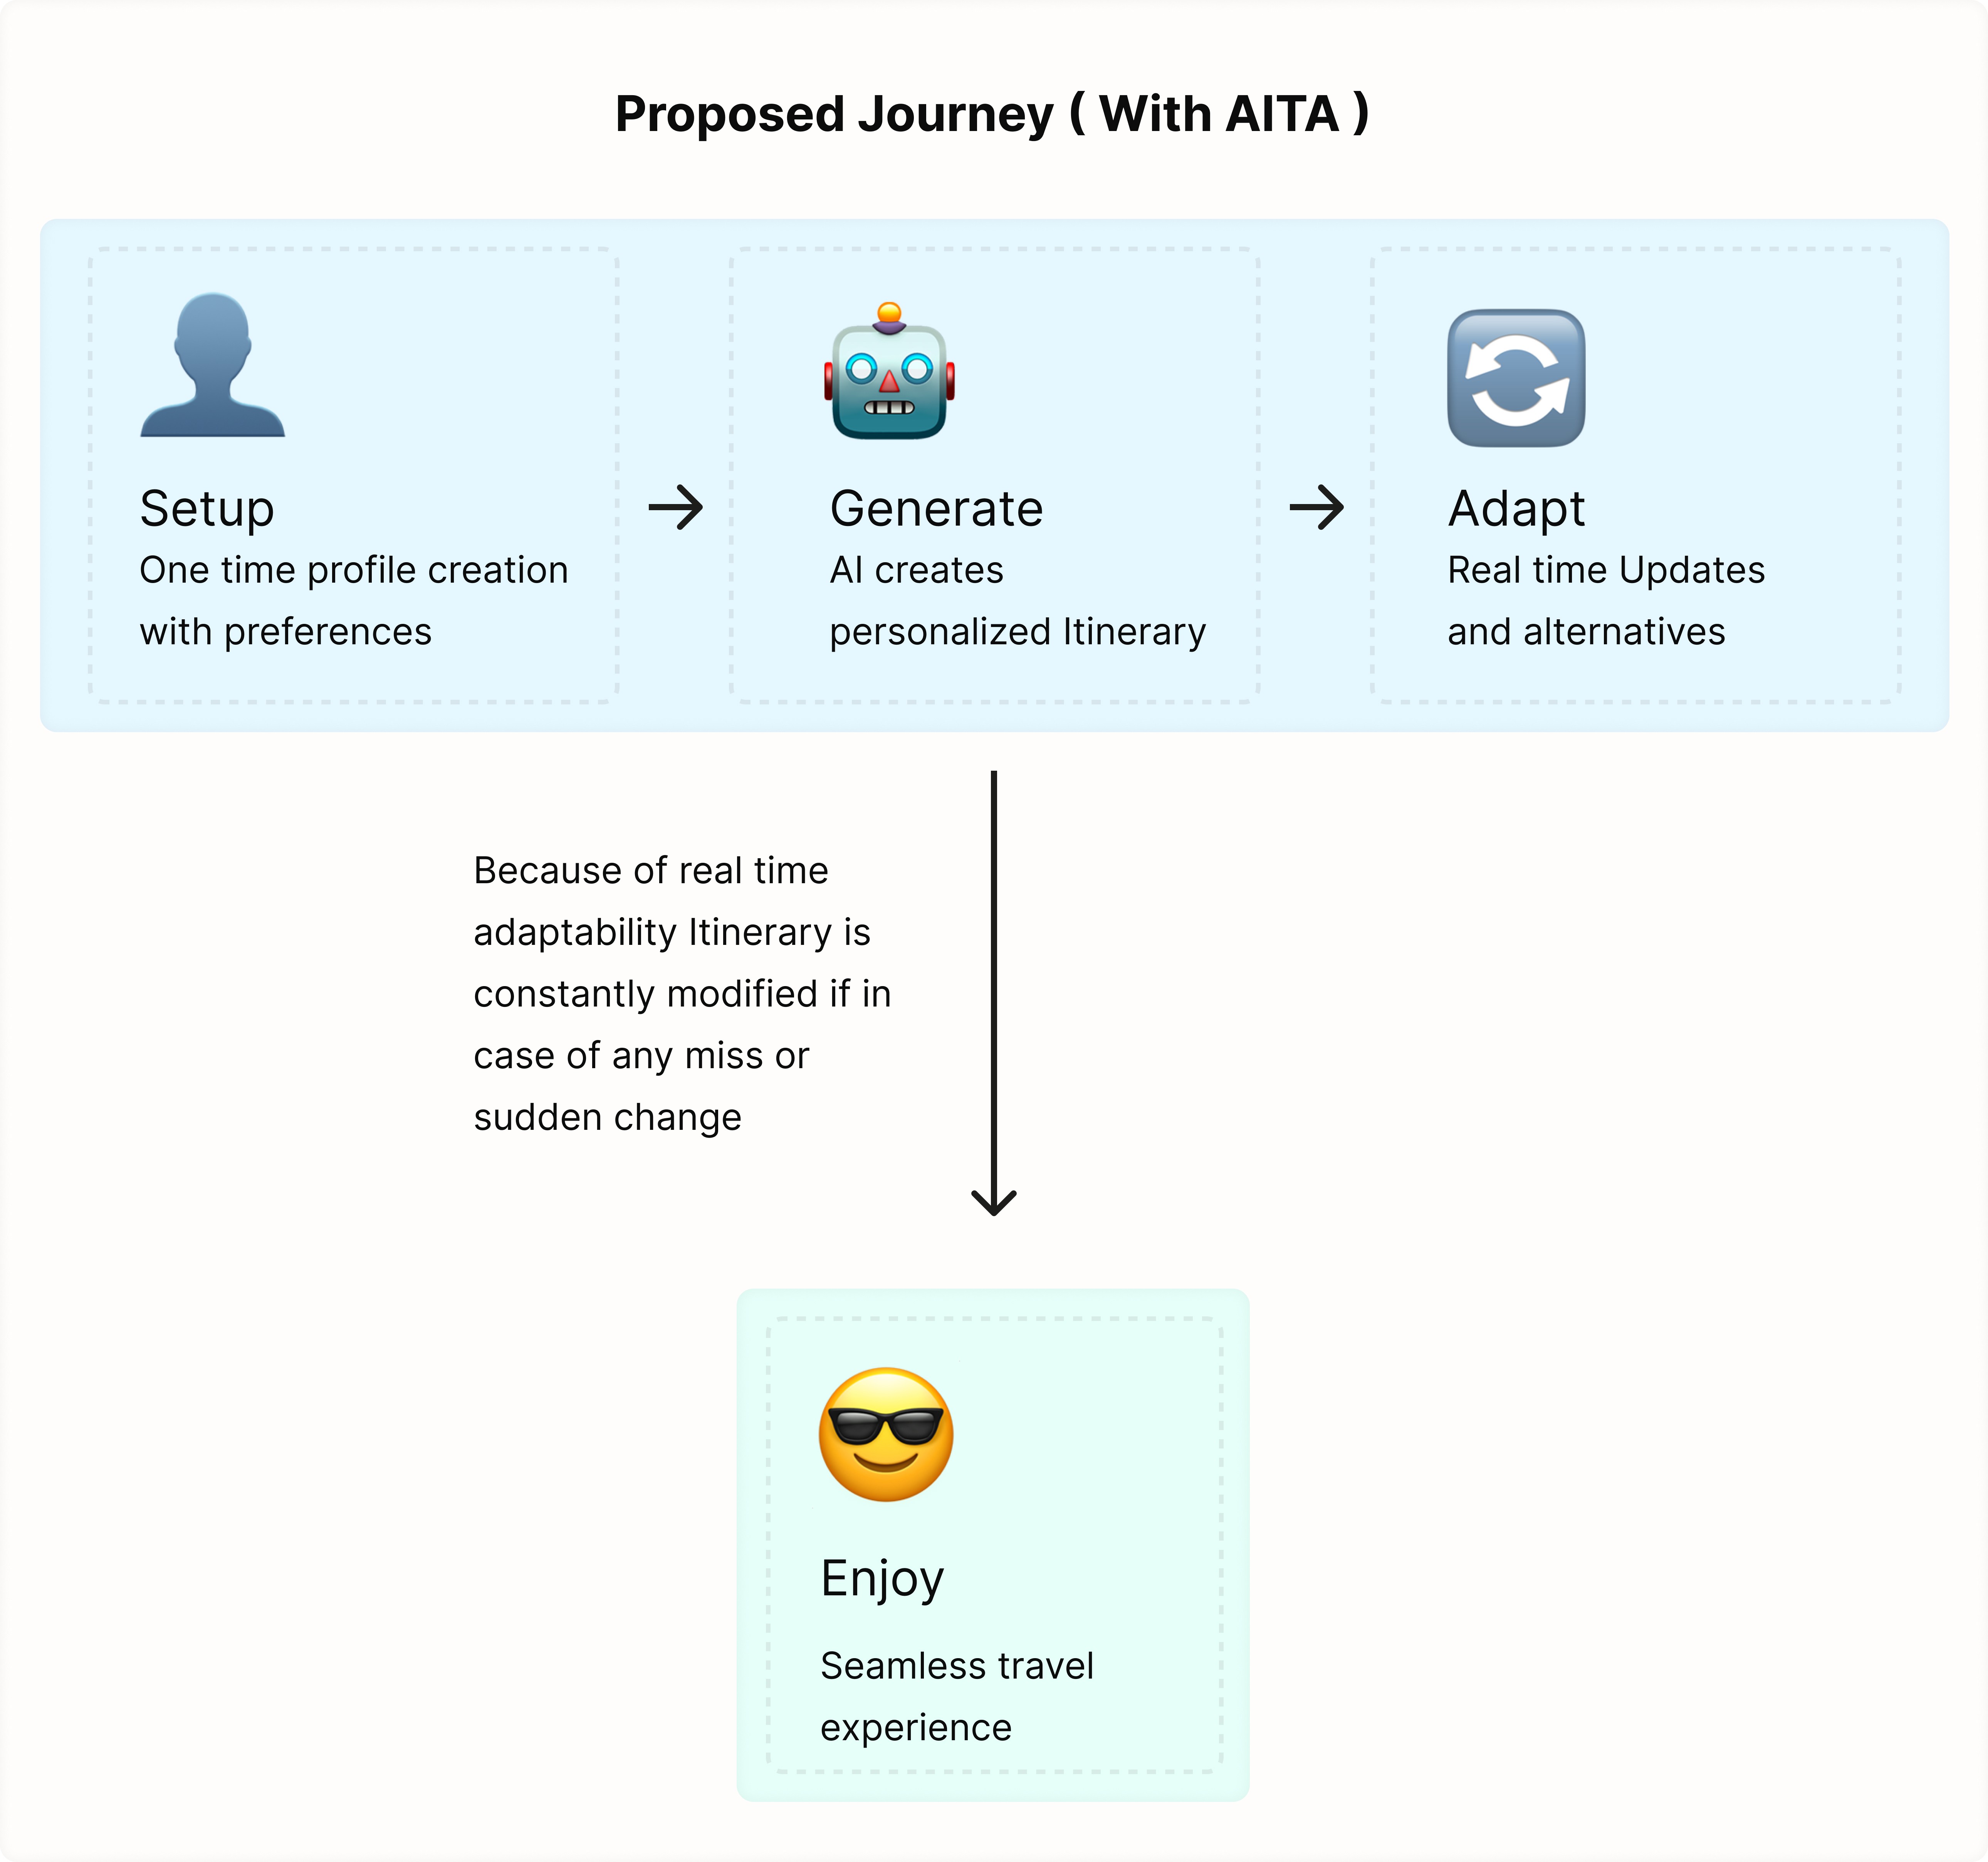 Proposed Journey ( With AITA )
Setup
One time profile creation
with preferences
Generate
AI creates
personalized Itinerary
Adapt
Real time Updates
and alternatives
Because of real time
adaptability Itinerary is
constantly modified if in
case of any miss or
sudden change
Enjoy
Seamless travel
experience